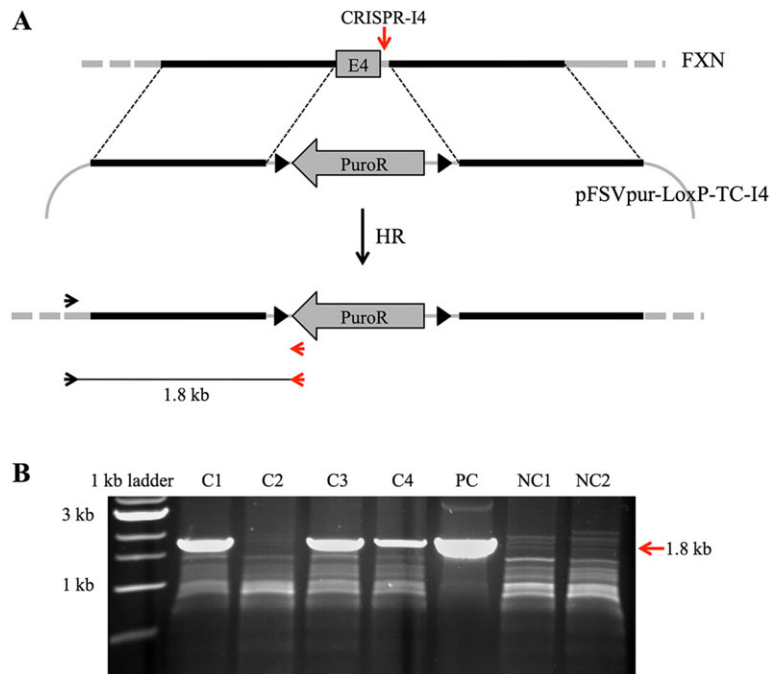 A
CRISPR-I4
E4
FXN
PuroR
pFSVpur-LoxP-TC-I4
HR
PuroR
1.8 kb
B
1 kb ladder C1 C2 C3 C4 PC NC1 NC2
3 kb
1.8 kb
1 kb